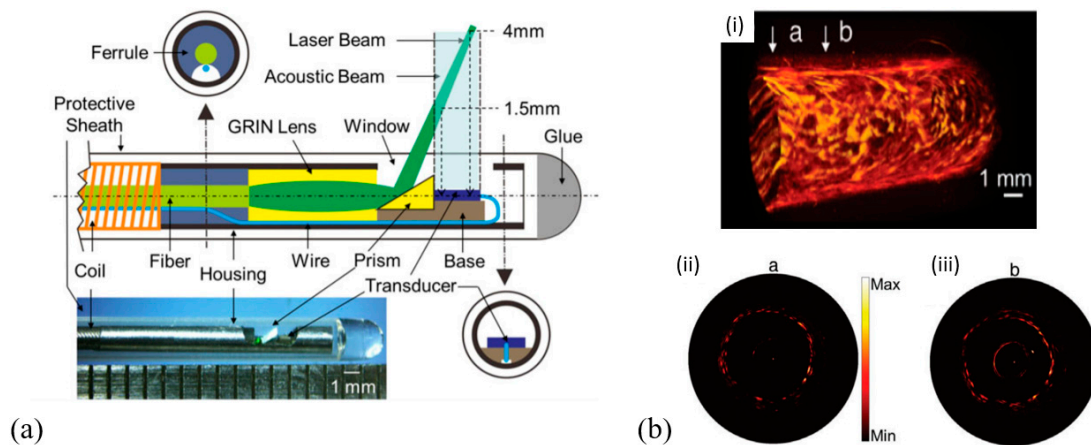 Ferrule
Laser Beam
4mm
Acoustic Beam
Protective
Sheath
GRIN Lens
Window
1.5mm
Glue
Coil
Fiber
Housing
Wire
Prism
Base
Transducer
1 mm
(a)
(i)
a
b
1 mm
(ii)
a
Max
Min
(iii)
b
(b)